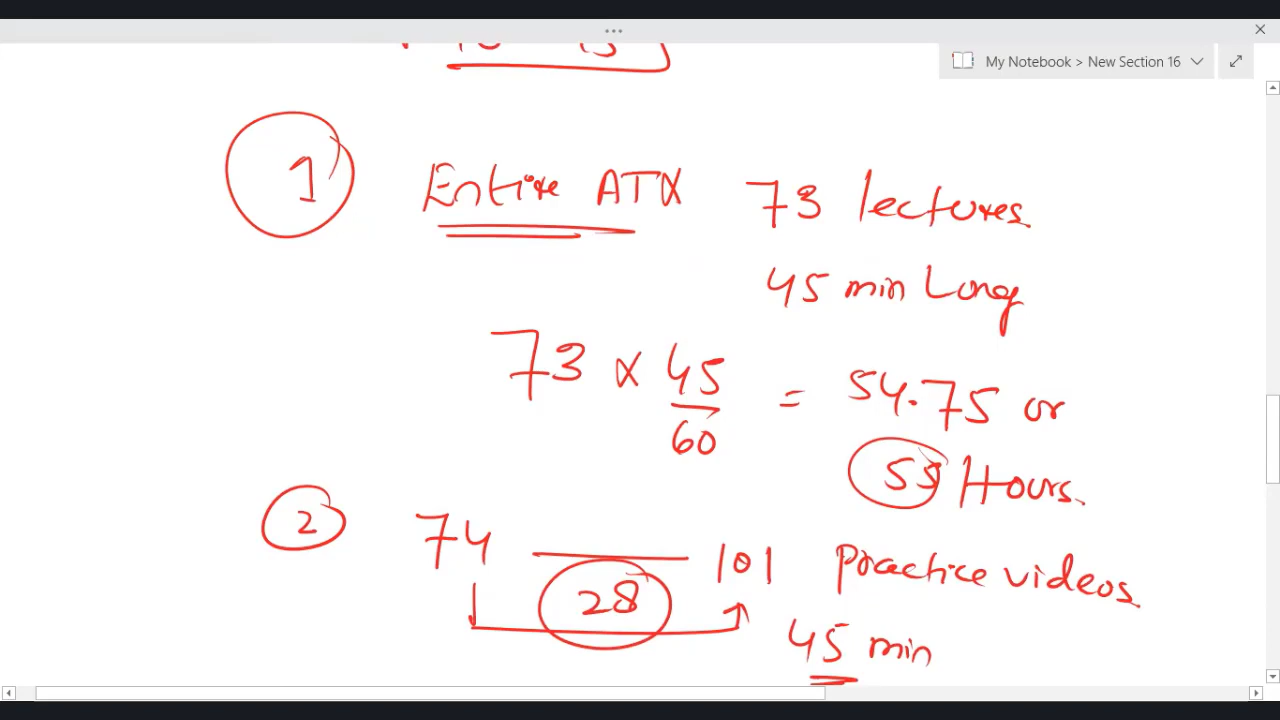 My Notebook > New Section 16
1 Entire ATX 73 lectures
45 min Long
73 x 45
60
= 54.75 or
55 Hours.
2 74 ____ 101 Practice videos
28
45 min